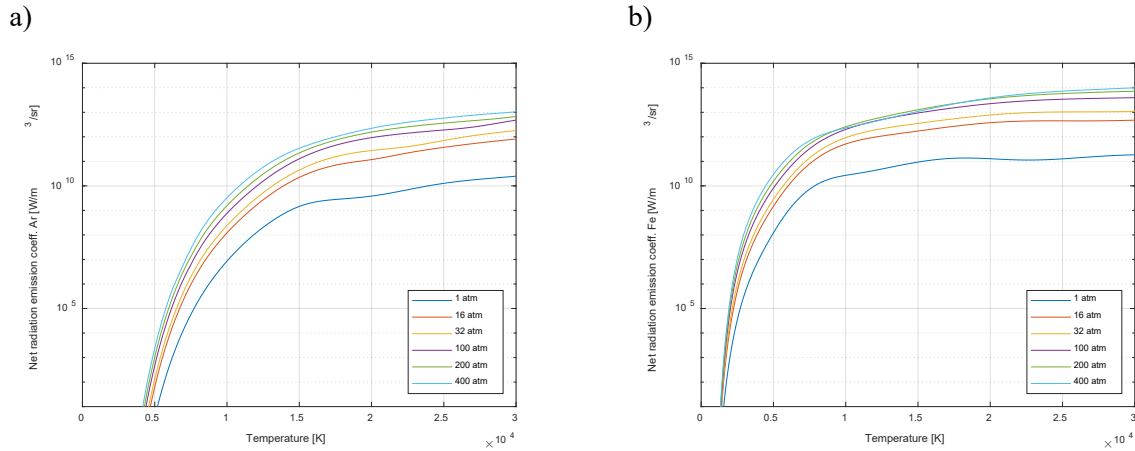 a)
b)
10 15
10 10
10 5
Net radiation emission coeff. Ar [W/m 3 /sr]
0 0.5 1 1.5 2 2.5 3
Temperature [K]
× 10 4
1 atm
16 atm
32 atm
100 atm
200 atm
400 atm
10 15
10 10
10 5
Net radiation emission coeff. Fe [W/m 3 /sr]
0 0.5 1 1.5 2 2.5 3
Temperature [K]
× 10 4
1 atm
16 atm
32 atm
100 atm
200 atm
400 atm